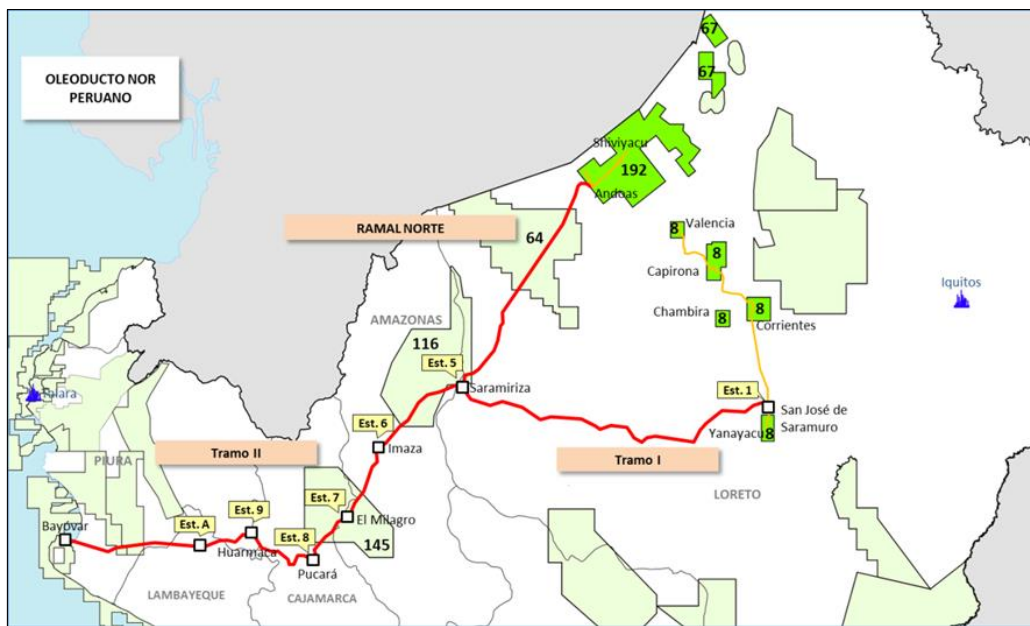 OLEODUCTO NOR
PERUANO
67
67
Shiviyacu
192
Andoas
RAMAL NORTE
64
8
Valencia
8
Capirona
Iquitos
Chambira
8
8
Corrientes
AMAZONAS
116
Est. 5
Saramiriza
Est. 1
San José de
Saramuro
Yanayacu
8
Talara
Est. 6
Imaza
Tramo II
PIURA
Tramo I
LORETO
Est. 7
El Milagro
145
Est. 9
Est. A
Est. 8
Bayóvar
Huarmaca
Pucará
LAMBAYEQUE
CAJAMARCA